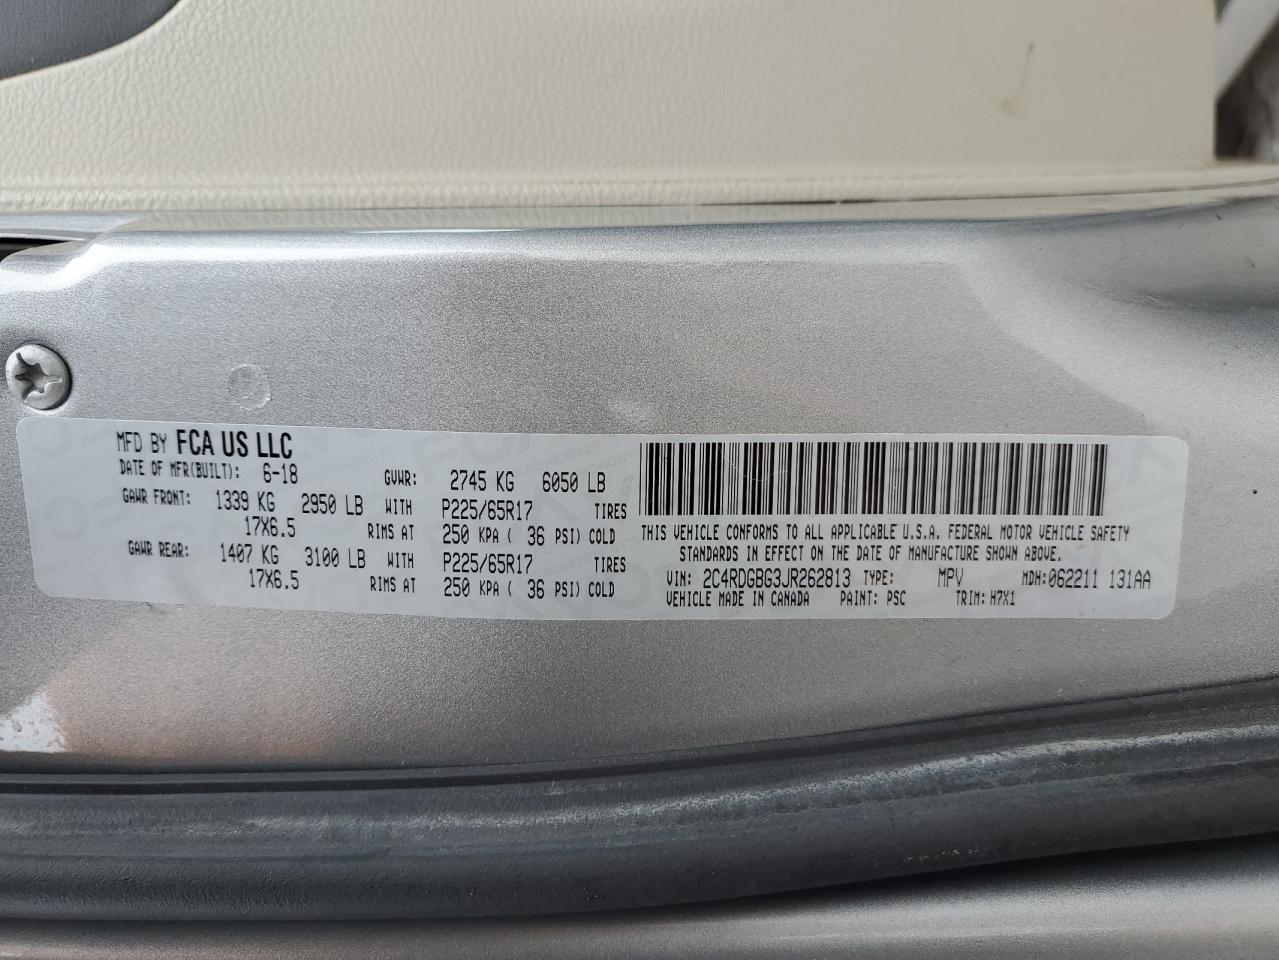 MFD BY FCA US LLC
DATE OF MFR(BUILT): 6-18 GVWR: 2745 KG 6050 LB
GAWR FRONT: 1339 KG 2950 LB WITH P225/65R17 TIRES
17X6.5 RIMS AT 250 KPA ( 36 PSI) COLD
GAWR REAR: 1407 KG 3100 LB WITH P225/65R17 TIRES
17X6.5 RIMS AT 250 KPA ( 36 PSI) COLD
THIS VEHICLE CONFORMS TO ALL APPLICABLE U.S.A. FEDERAL MOTOR VEHICLE SAFETY
STANDARDS IN EFFECT ON THE DATE OF MANUFACTURE SHOWN ABOVE.
VIN: 2C4RDGBG3JR262813 TYPE: MPV MDH: 062211 131AA
VEHICLE MADE IN CANADA PAINT: PSC TRIM: H7X1